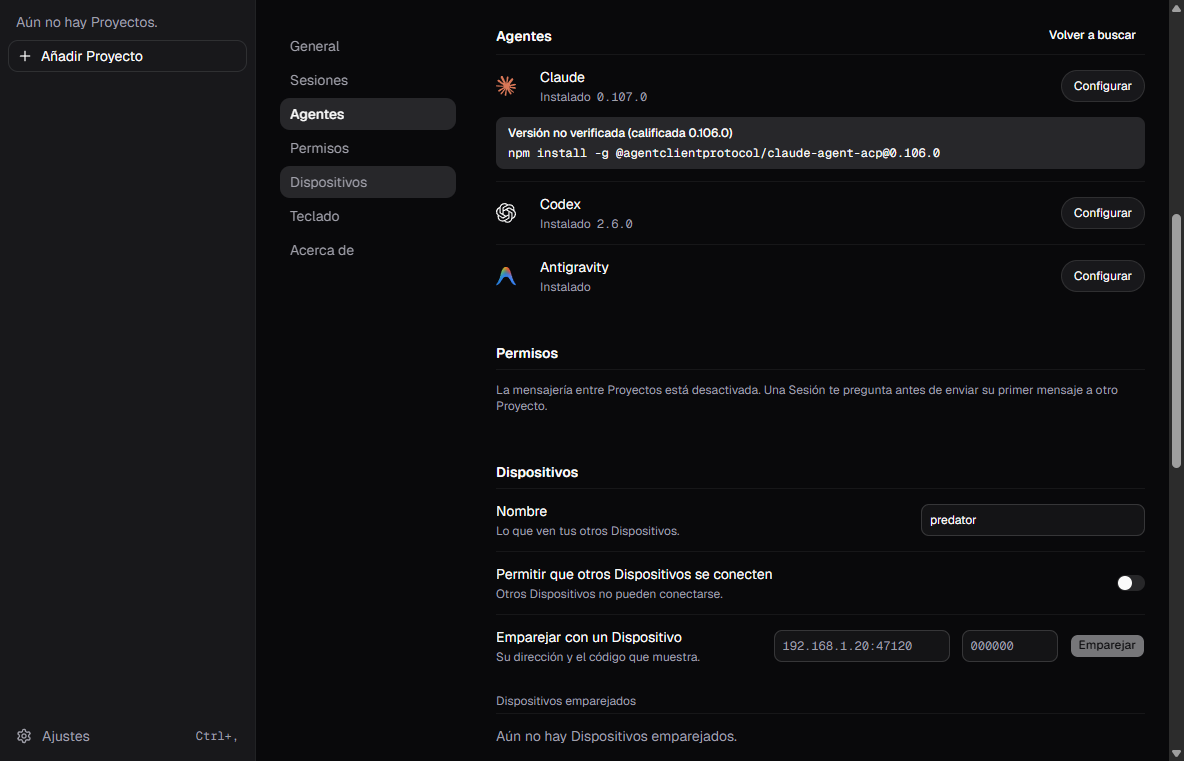 Aún no hay Proyectos.
+ Añadir Proyecto
Ajustes
Ctrl+,
General
Sesiones
Agentes
Permisos
Dispositivos
Teclado
Acerca de
Agentes
Volver a buscar
Claude
Instalado 0.107.0
Configurar
Versión no verificada (calificada 0.106.0)
npm install -g @agentclientprotocol/claude-agent-acp@0.106.0
Codex
Instalado 2.6.0
Configurar
Antigravity
Instalado
Configurar
Permisos
La mensajería entre Proyectos está desactivada. Una Sesión te pregunta antes de enviar su primer mensaje a otro
Proyecto.
Dispositivos
Nombre
Lo que ven tus otros Dispositivos.
predator
Permitir que otros Dispositivos se conecten
Otros Dispositivos no pueden conectarse.
Emparejar con un Dispositivo
Su dirección y el código que muestra.
192.168.1.20:47120
000000
Emparejar
Dispositivos emparejados
Aún no hay Dispositivos emparejados.